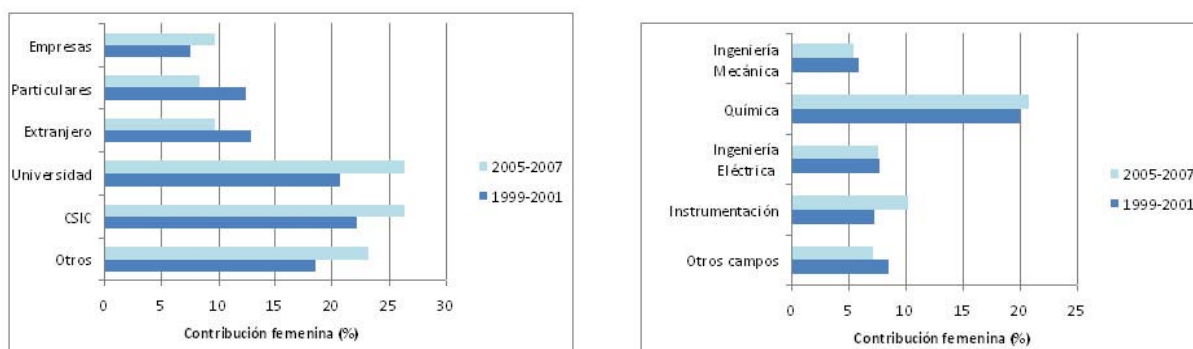 Empresas
Particulares
Extranjero
Universidad
CSIC
Otros
0 5 10 15 20 25 30
Contribución femenina (%)
2005-2007
1999-2001
Ingeniería
Mecánica
Química
Ingeniería
Eléctrica
Instrumentación
Otros campos
0 5 10 15 20 25
Contribución femenina (%)
2005-2007
1999-2001